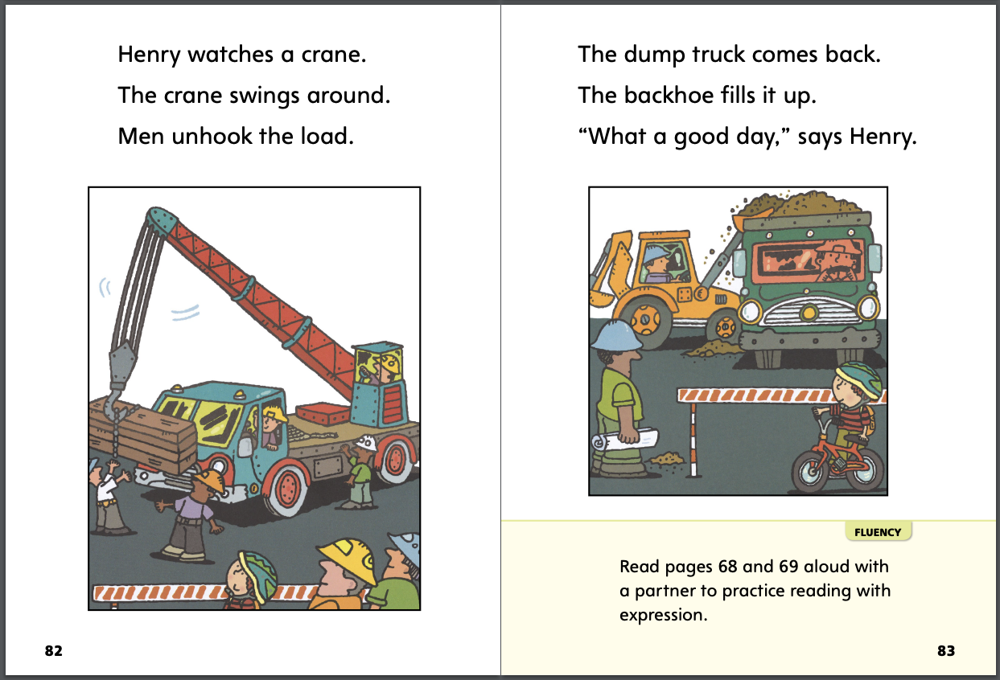 Henry watches a crane.
The crane swings around.
Men unhook the load.
82
The dump truck comes back.
The backhoe fills it up.
“What a good day,” says Henry.
FLUENCY
Read pages 68 and 69 aloud with
a partner to practice reading with
expression.
83